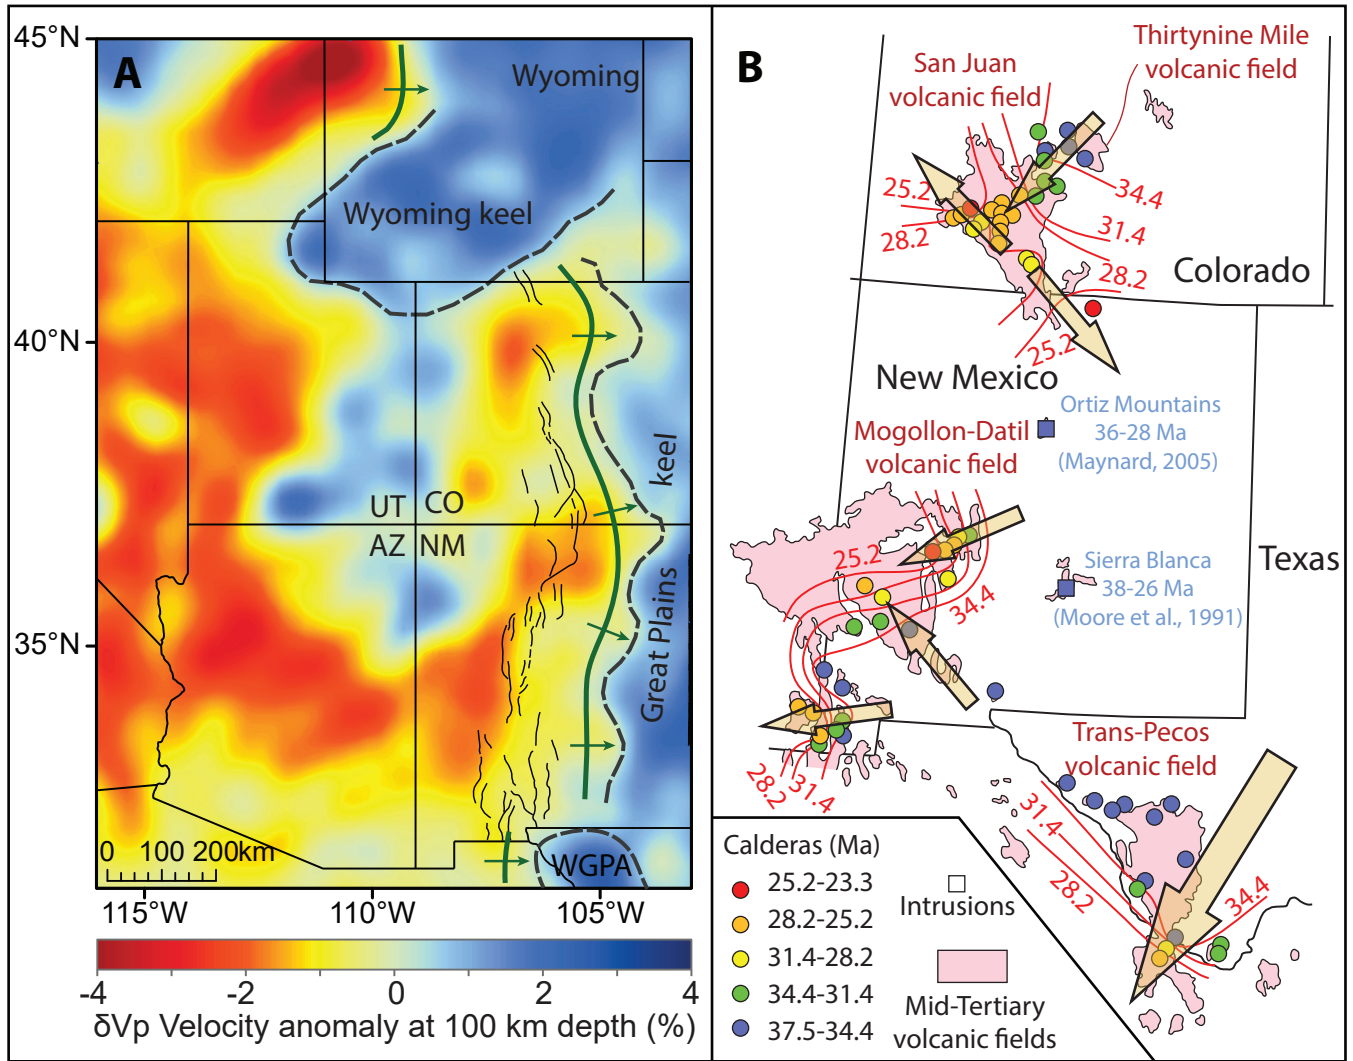 A
45°N
40°N
35°N
115°W
110°W
105°W
Wyoming
Wyoming keel
UT CO
AZ NM
keel
Great Plains
WGPA
0 100 200km
-4 -2 0 2 4
δVp Velocity anomaly at 100 km depth (%)
B
San Juan
volcanic field
Thirtynine Mile
volcanic field
25.2
28.2
34.4
31.4
28.2
25.2
Colorado
New Mexico
Ortiz Mountains
36-28 Ma
(Maynard, 2005)
Mogollon-Datil
volcanic field
25.2
34.4
Sierra Blanca
38-26 Ma
(Moore et al., 1991)
Texas
28.2
31.4
Trans-Pecos
volcanic field
31.4
28.2
34.4
Calderas (Ma)
25.2-23.3
28.2-25.2
31.4-28.2
34.4-31.4
37.5-34.4
Intrusions
Mid-Tertiary
volcanic fields